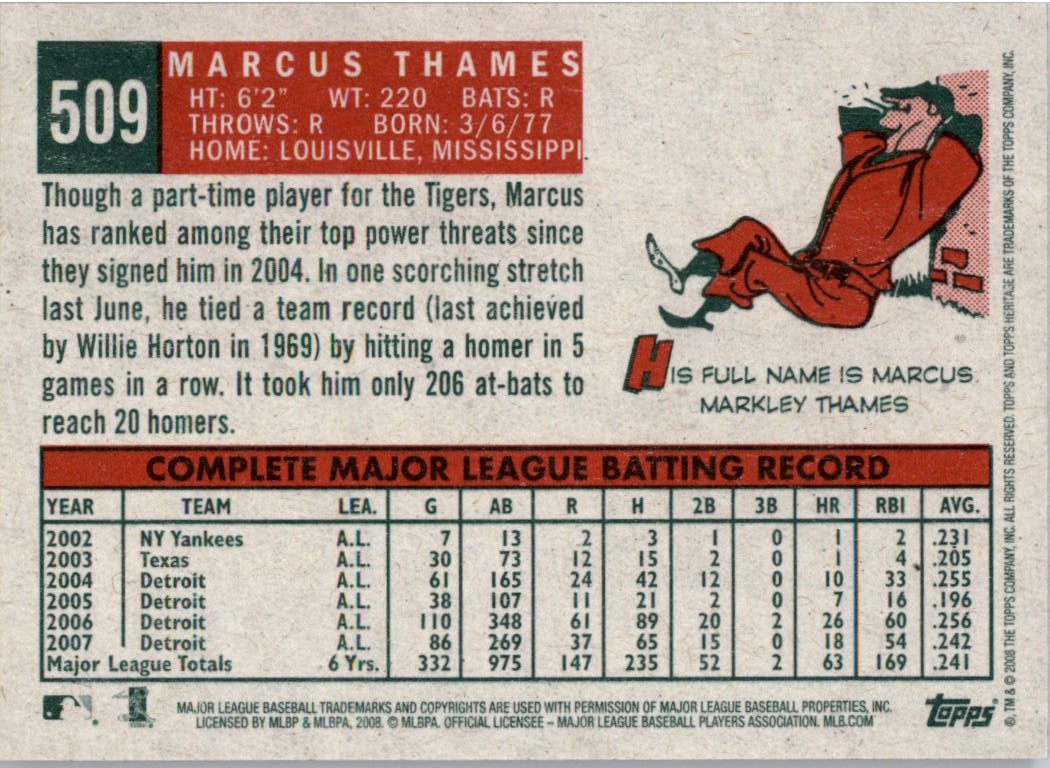 509
MARCUS THAMES
HT: 6'2" WT: 220 BATS: R
THROWS: R BORN: 3/6/77
HOME: LOUISVILLE, MISSISSIPPI.
Though a part-time player for the Tigers, Marcus
has ranked among their top power threats since
they signed him in 2004. In one scorching stretch
last June, he tied a team record (last achieved
by Willie Horton in 1969) by hitting a homer in 5
games in a row. It took him only 206 at-bats to
reach 20 homers.
HIS FULL NAME IS MARCUS
MARKLEY THAMES
COMPLETE MAJOR LEAGUE BATTING RECORD
YEAR TEAM LEA. G AB R H 2B 3B HR RBI AVG.
2002 NY Yankees A.L. 7 13 2 3 1 0 1 2 .231
2003 Texas A.L. 30 73 12 15 2 0 1 4 .205
2004 Detroit A.L. 61 165 24 42 12 0 10 33 .255
2005 Detroit A.L. 38 107 11 21 2 0 7 16 .196
2006 Detroit A.L. 110 348 61 89 20 2 26 60 .256
2007 Detroit A.L. 86 269 37 65 15 0 18 54 .242
Major League Totals 6 Yrs. 332 975 147 235 52 2 63 169 .241
MAJOR LEAGUE BASEBALL TRADEMARKS AND COPYRIGHTS ARE USED WITH PERMISSION OF MAJOR LEAGUE BASEBALL PROPERTIES, INC.
LICENSED BY MLBP & MLBPA, 2008. © MLBPA. OFFICIAL LICENSEE – MAJOR LEAGUE BASEBALL PLAYERS ASSOCIATION. MLB.COM
topps
®, TM & © 2008 THE TOPPS COMPANY, INC. ALL RIGHTS RESERVED. TOPPS AND TOPPS HERITAGE ARE TRADEMARKS OF THE TOPPS COMPANY, INC.